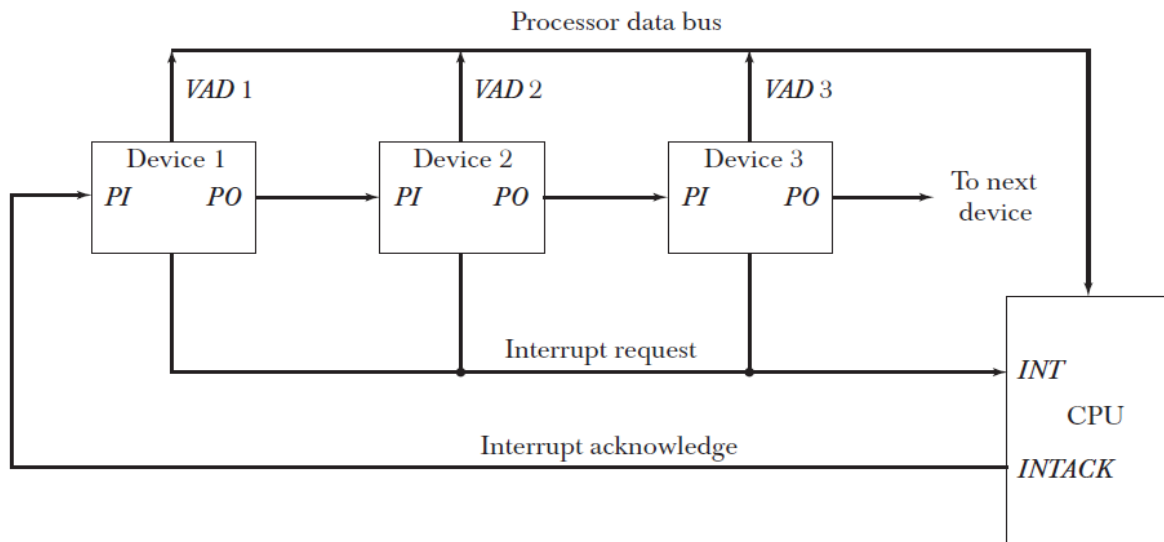 Processor data bus
VAD 1
VAD 2
VAD 3
Device 1
PI PO
Device 2
PI PO
Device 3
PI PO
To next
device
Interrupt request
INT
CPU
Interrupt acknowledge
INTACK